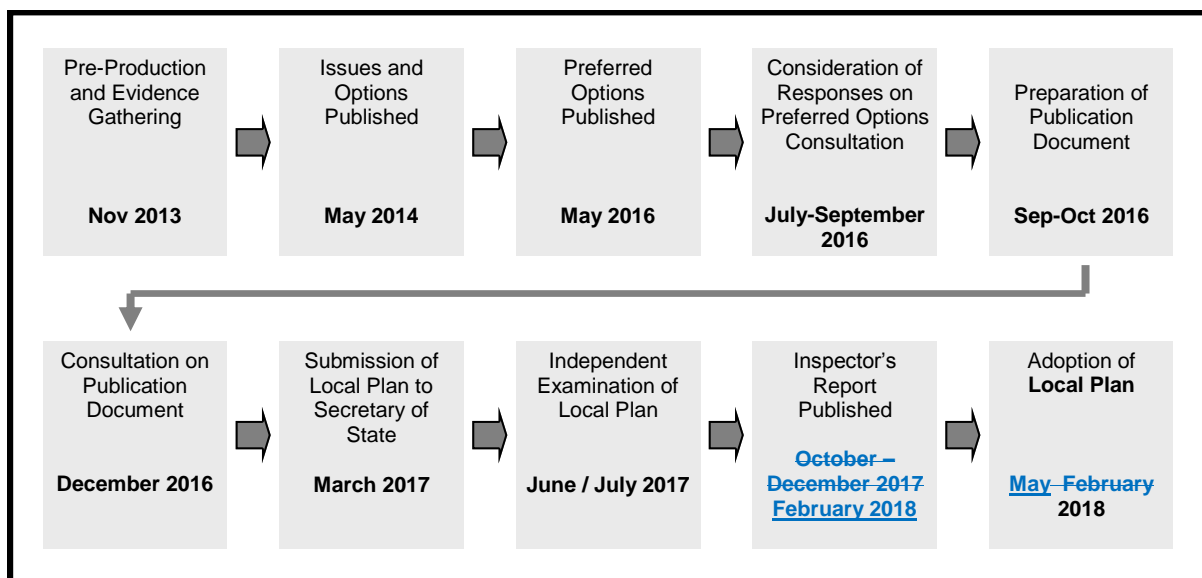 Pre-Production
and Evidence
Gathering
Nov 2013
Issues and
Options
Published
May 2014
Preferred
Options
Published
May 2016
Consideration of
Responses on
Preferred Options
Consultation
July-September
2016
Preparation of
Publication
Document
Sep-Oct 2016
Consultation on
Publication
Document
December 2016
Submission of
Local Plan to
Secretary of
State
March 2017
Independent
Examination of
Local Plan
June / July 2017
Inspector’s
Report
Published
October –
December 2017
February 2018
Adoption of
Local Plan
May February
2018